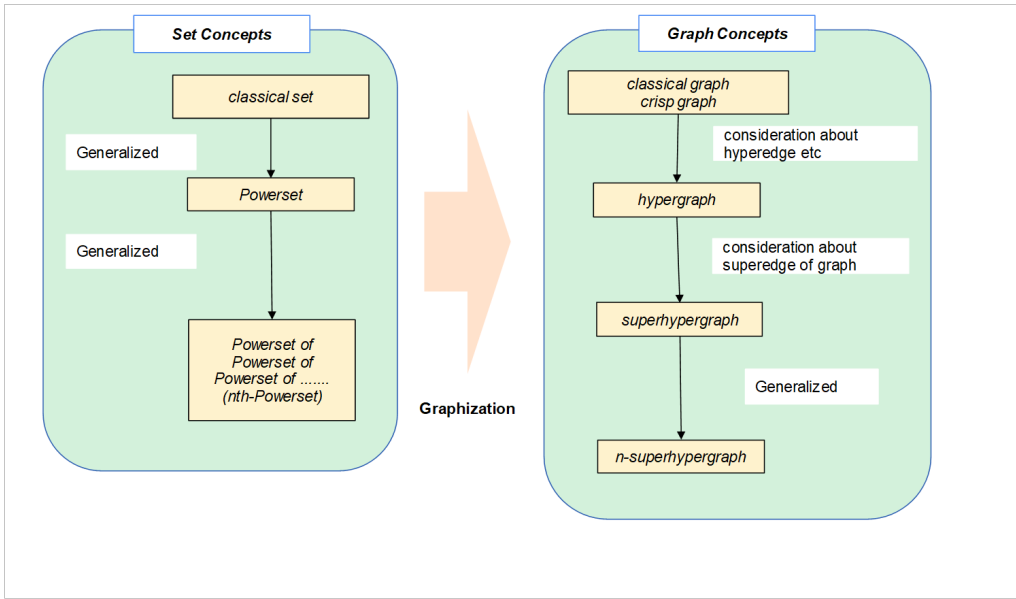 Set Concepts
classical set
Generalized
Powerset
Generalized
Powerset of
Powerset of
Powerset of .......
(nth-Powerset)
Graphization
Graph Concepts
classical graph
crisp graph
consideration about
hyperedge etc
hypergraph
consideration about
superedge of graph
superhypergraph
Generalized
n-superhypergraph